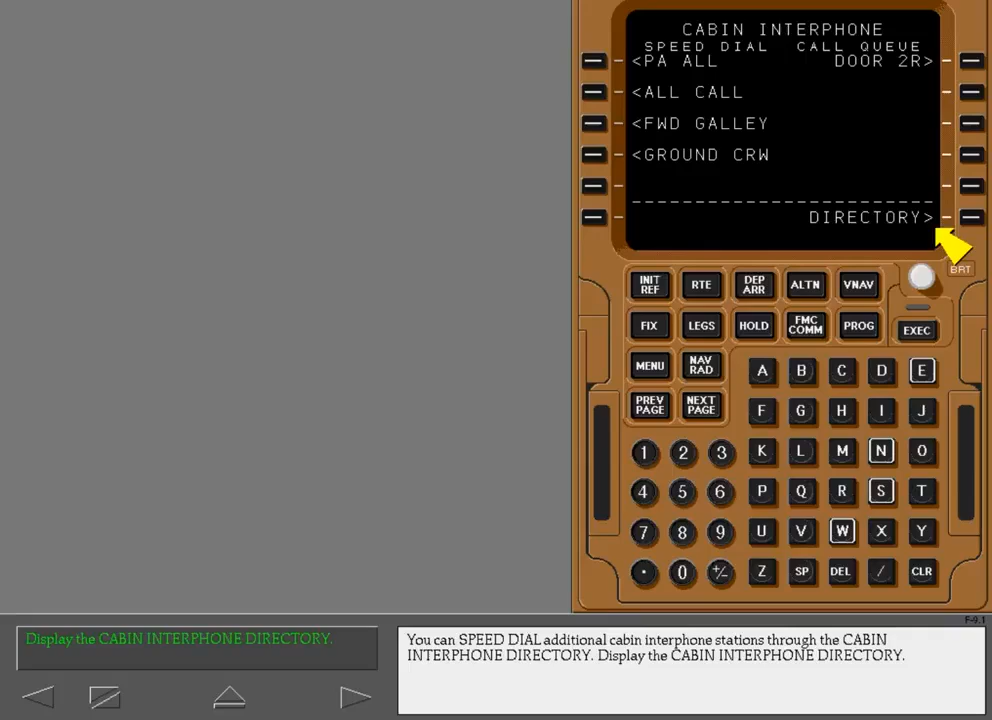 CABIN INTERPHONE
SPEED DIAL CALL QUEUE
<PA ALL DOOR 2R>
<ALL CALL
<FWD GALLEY
<GROUND CRW
--------------------------------
DIRECTORY>
BRT
INIT REF RTE DEP ARR ALTN VNAV
FIX LEGS HOLD FMC COMM PROG EXEC
MENU NAV RAD
PREV PAGE NEXT PAGE
A B C D E
F G H I J
1 2 3 K L M N O
4 5 6 P Q R S T
7 8 9 U V W X Y
. 0 +/- Z SP DEL / CLR
F-9.1
Display the CABIN INTERPHONE DIRECTORY.
You can SPEED DIAL additional cabin interphone stations through the CABIN
INTERPHONE DIRECTORY. Display the CABIN INTERPHONE DIRECTORY.